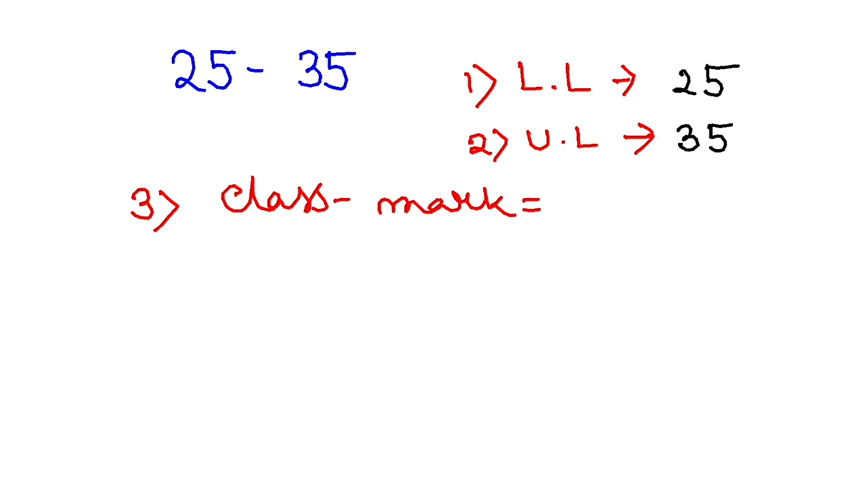 25- 35
1) L.L → 25
2) U.L → 35
3) class- mark =